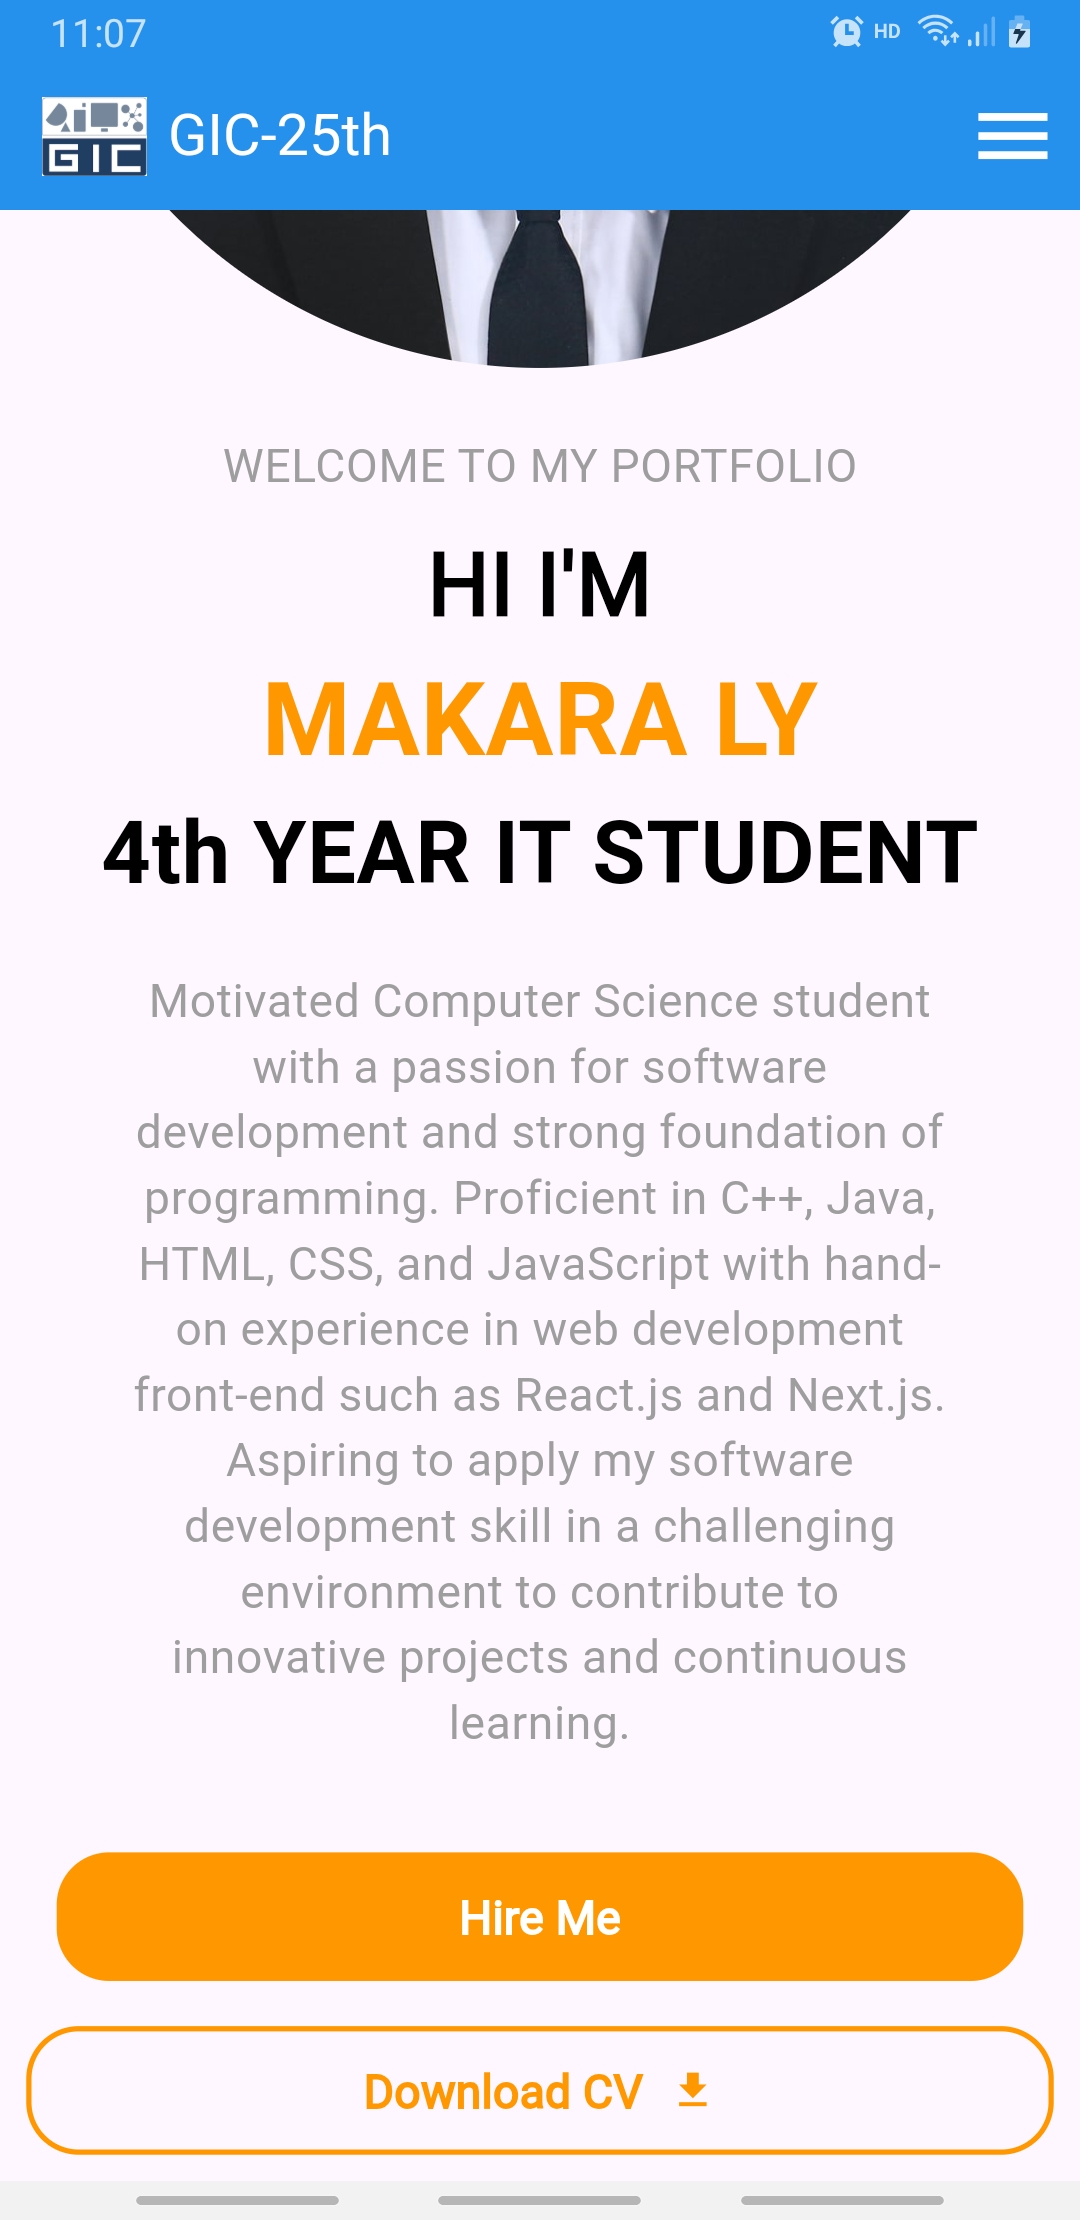 11:07
HD
GIC
GIC-25th
WELCOME TO MY PORTFOLIO
HI I'M
MAKARA LY
4th YEAR IT STUDENT
Motivated Computer Science student
with a passion for software
development and strong foundation of
programming. Proficient in C++, Java,
HTML, CSS, and JavaScript with hand-
on experience in web development
front-end such as React.js and Next.js.
Aspiring to apply my software
development skill in a challenging
environment to contribute to
innovative projects and continuous
learning.
Hire Me
Download CV